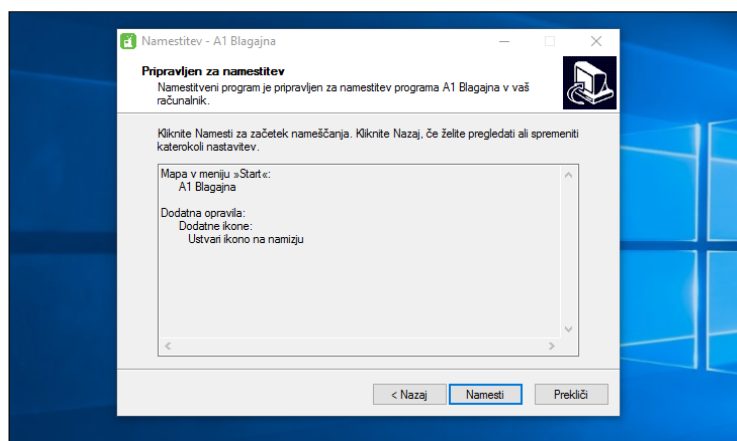 Namestitev - A1 Blagajna
Pripravljen za namestitev
Namestitveni program je pripravljen za namestitev programa A1 Blagajna v vaš
računalnik.
Kliknite Namesti za začetek nameščanja. Kliknite Nazaj, če želite pregledati ali spremeniti
katerokoli nastavitev.
Mapa v meniju »Start«:
A1 Blagajna
Dodatna opravila:
Dodatne ikone:
Ustvari ikono na namizju
< Nazaj
Namesti
Prekliči